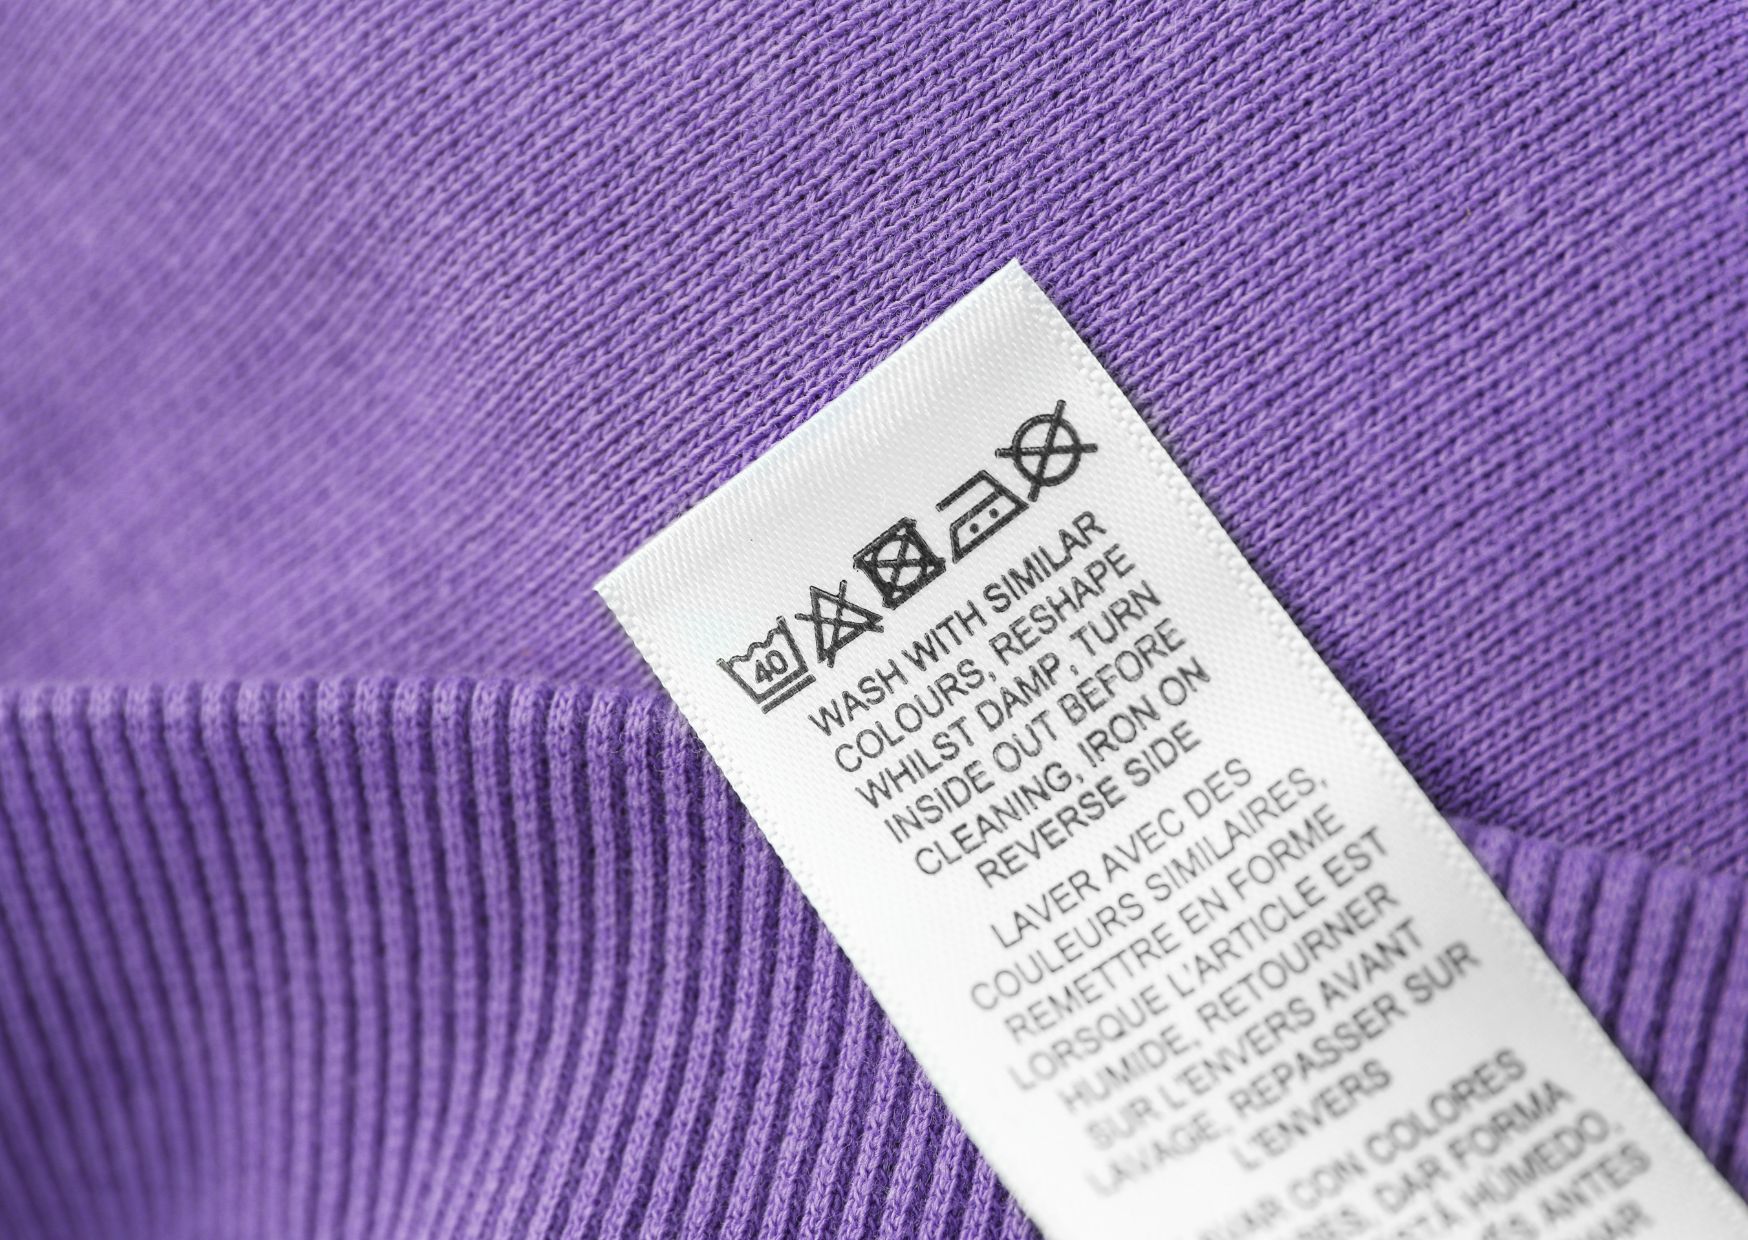 40
WASH WITH SIMILAR
COLOURS, RESHAPE
WHILST DAMP, TURN
INSIDE OUT BEFORE
CLEANING, IRON ON
REVERSE SIDE
LAVER AVEC DES
COULEURS SIMILAIRES,
REMETTRE EN FORME
LORSQUE L'ARTICLE EST
HUMIDE, RETOURNER
SUR L'ENVERS AVANT
LAVAGE, REPASSER SUR
L'ENVERS
CON COLORES
DAR FORMA
HÚMEDO.
ANTES